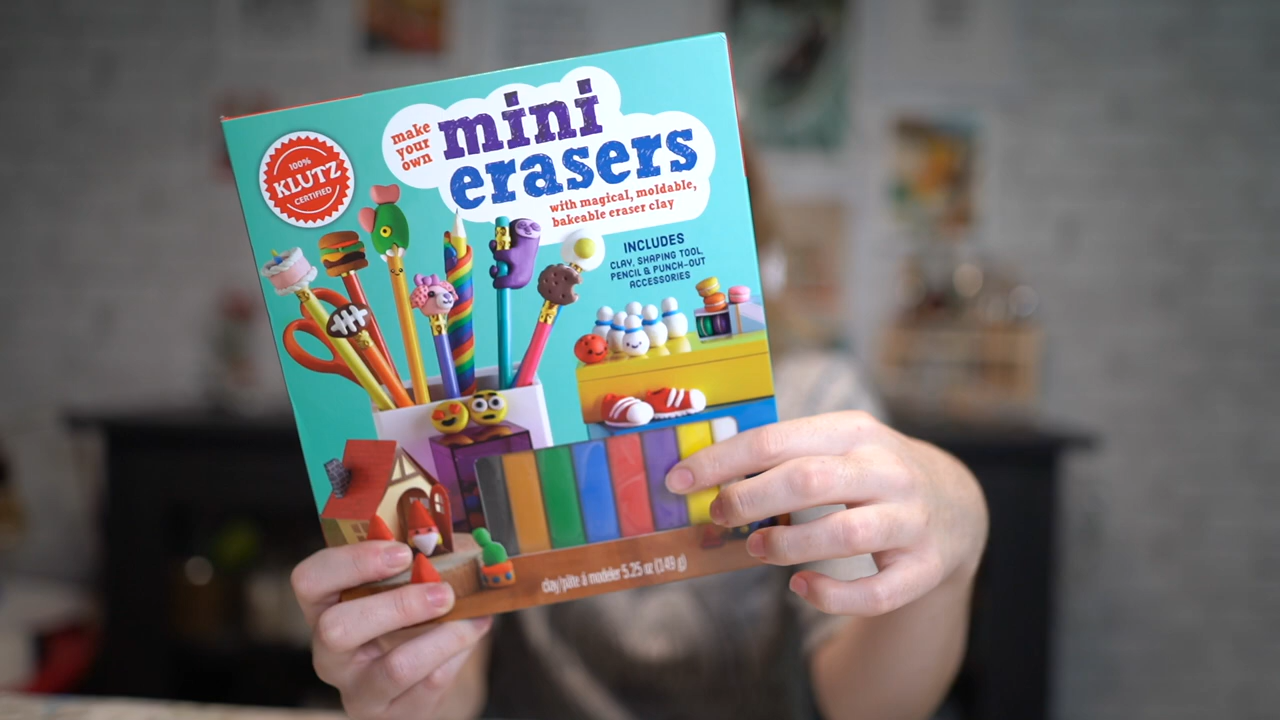 100%
KLUTZ
CERTIFIED
make
your
own
mini
erasers
with magical, moldable,
bakeable eraser clay
INCLUDES
CLAY, SHAPING TOOL,
PENCIL & PUNCH-OUT
ACCESSORIES
clay/pâte à modeler 5.25 oz (149 g)